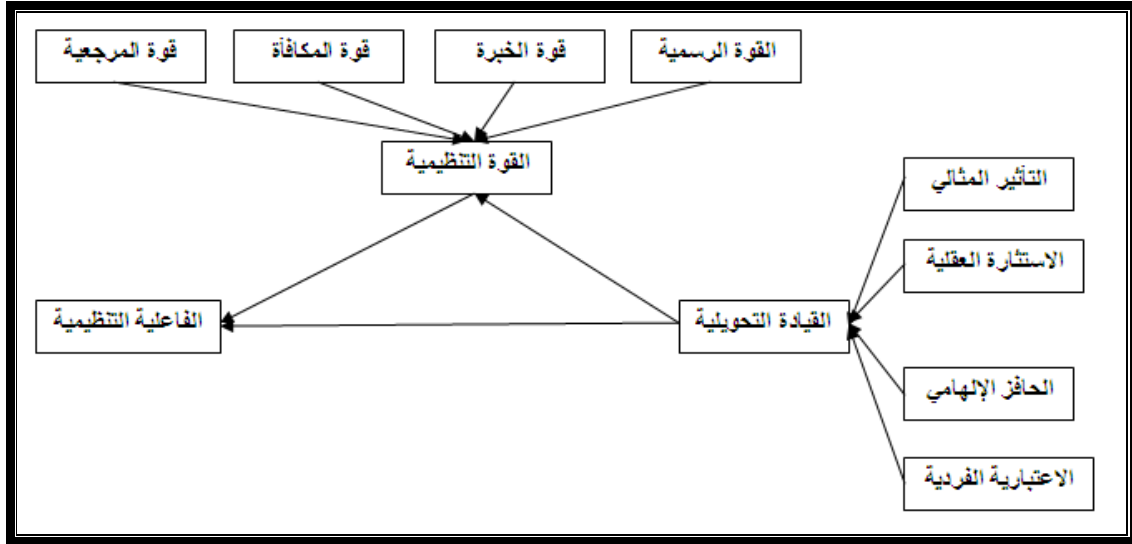 القوة الرسمية
قوة الخبرة
قوة المكافأة
قوة المرجعية
القوة التنظيمية
التأثير المثالي
الاستثارة العقلية
القيادة التحويلية
الفاعلية التنظيمية
الحافز الإلهامي
الاعتبارية الفردية